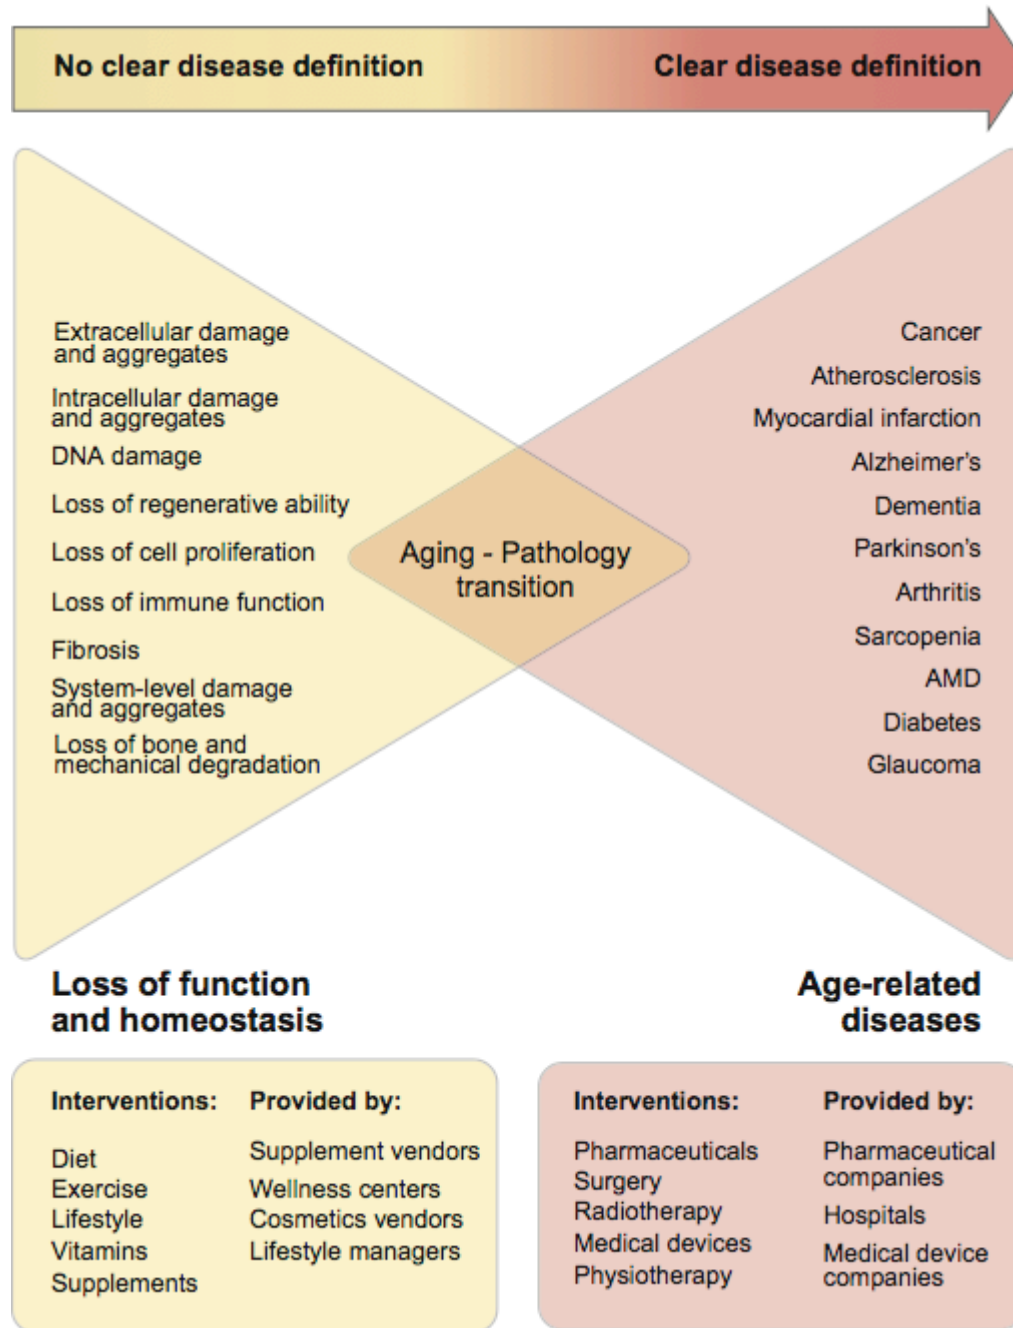 No clear disease definition
Clear disease definition
Extracellular damage
and aggregates
Intracellular damage
and aggregates
DNA damage
Loss of regenerative ability
Loss of cell proliferation
Loss of immune function
Fibrosis
System-level damage
and aggregates
Loss of bone and
mechanical degradation
Aging - Pathology
transition
Cancer
Atherosclerosis
Myocardial infarction
Alzheimer's
Dementia
Parkinson's
Arthritis
Sarcopenia
AMD
Diabetes
Glaucoma
Loss of function
and homeostasis
Age-related
diseases
Interventions:
Diet
Exercise
Lifestyle
Vitamins
Supplements
Provided by:
Supplement vendors
Wellness centers
Cosmetics vendors
Lifestyle managers
Interventions:
Pharmaceuticals
Surgery
Radiotherapy
Medical devices
Physiotherapy
Provided by:
Pharmaceutical
companies
Hospitals
Medical device
companies